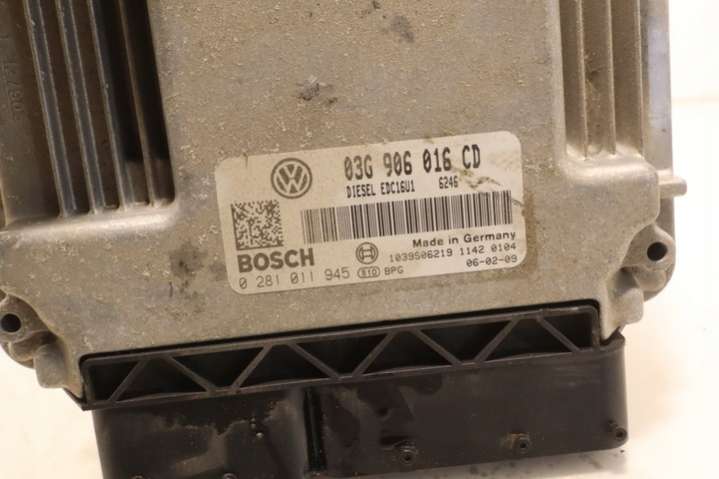 03G 906 016 CD
DIESEL EDC16U1 6246
Made in Germany
BOSCH
1039S06219 1142 0104
0 281 011 945 810 BPG
06-02-09